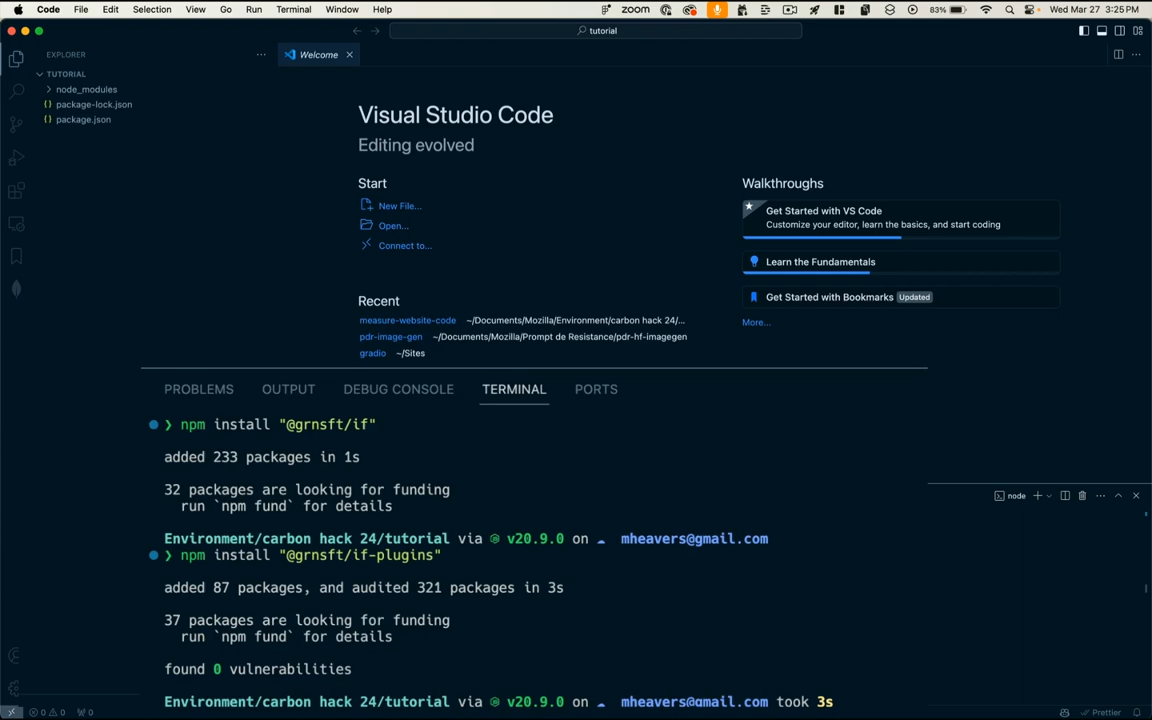 Code File Edit Selection View Go Run Terminal Window Help zoom 83% Wed Mar 27 3:25 PM
tutorial
EXPLORER
Welcome
TUTORIAL
node_modules
package-lock.json
package.json
Visual Studio Code
Editing evolved
Start
New File...
Open...
Connect to...
Walkthroughs
Get Started with VS Code
Customize your editor, learn the basics, and start coding
Learn the Fundamentals
Get Started with Bookmarks Updated
More...
Recent
measure-website-code ~/Documents/Mozilla/Environment/carbon hack 24/...
pdr-image-gen ~/Documents/Mozilla/Prompt de Resistance/pdr-hf-imagegen
gradio ~/Sites
PROBLEMS OUTPUT DEBUG CONSOLE TERMINAL PORTS
node
❯ npm install "@grnsft/if"
added 233 packages in 1s
32 packages are looking for funding
run `npm fund` for details
Environment/carbon hack 24/tutorial via v20.9.0 on mheavers@gmail.com
❯ npm install "@grnsft/if-plugins"
added 87 packages, and audited 321 packages in 3s
37 packages are looking for funding
run `npm fund` for details
found 0 vulnerabilities
Environment/carbon hack 24/tutorial via v20.9.0 on mheavers@gmail.com took 3s
0 0 0 Prettier